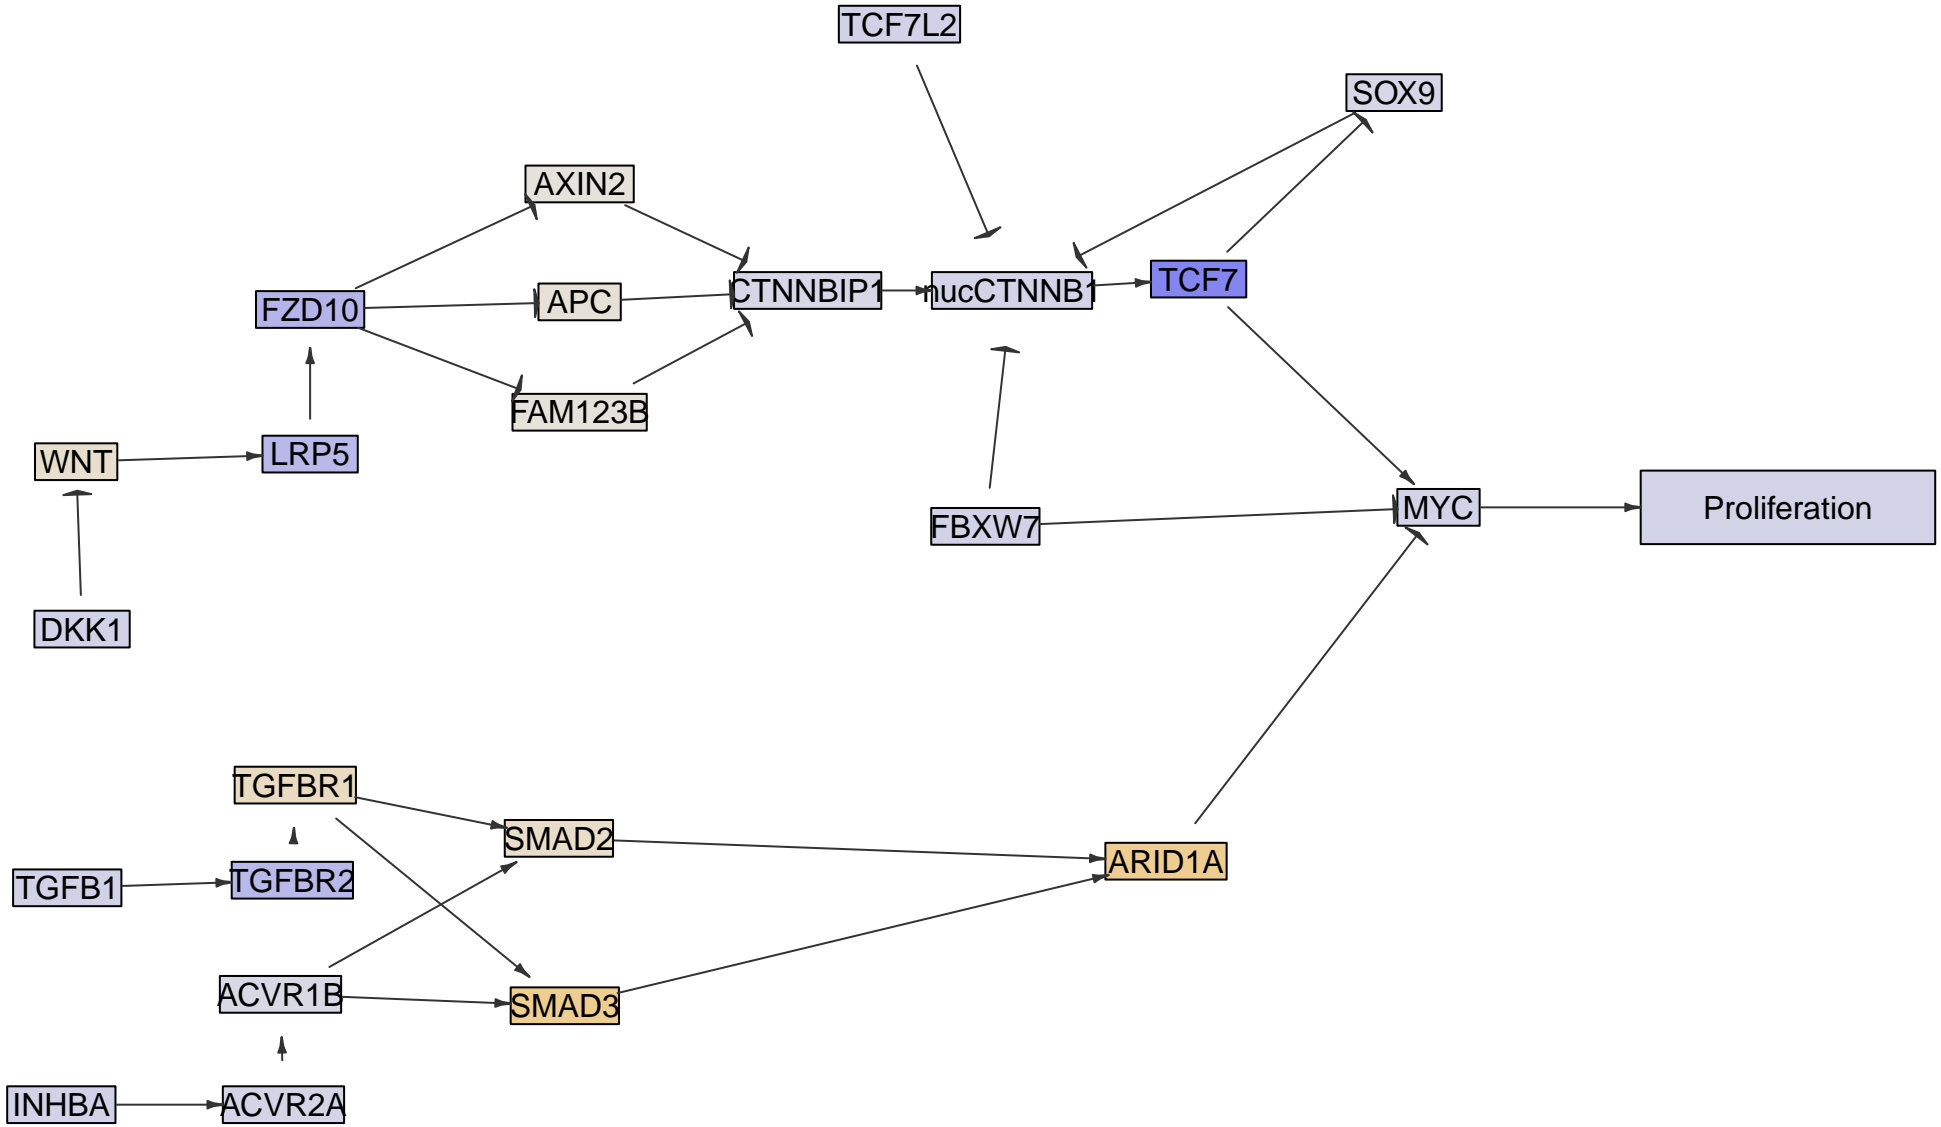 TCF7L2
SOX9
AXIN2
TCF7
CTNNBIP1
nucCTNNB1
APC
FZD10
FAM123B
LRP5
WNT
MYC
Proliferation
FBXW7
DKK1
TGFBR1
SMAD2
ARID1A
TGFBR2
TGFB1
ACVR1B
SMAD3
INHBA
ACVR2A